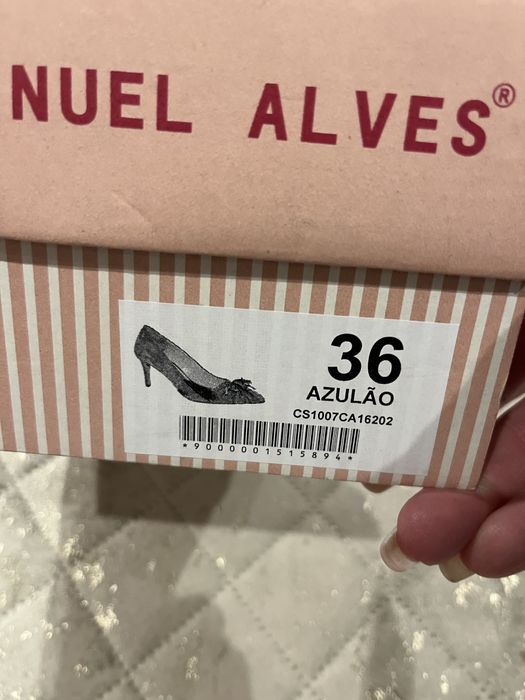 NUEL ALVES®
36
AZULÃO
CS1007CA16202
*9000001515894*